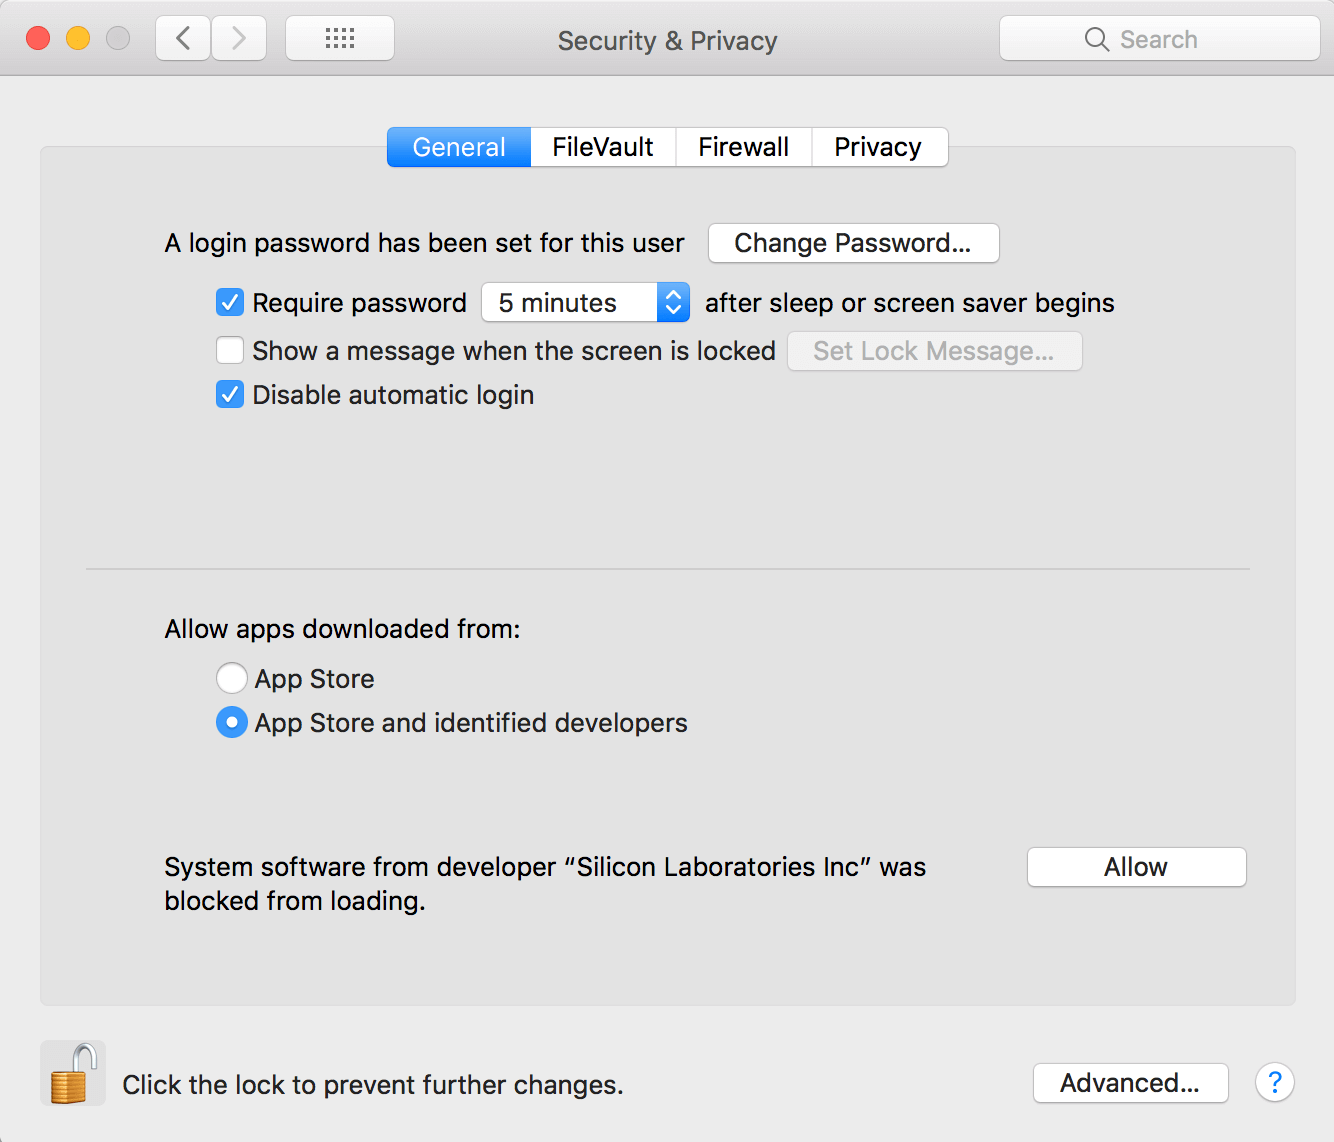 Security & Privacy
Search
General FileVault Firewall Privacy
A login password has been set for this user Change Password...
Require password 5 minutes after sleep or screen saver begins
Show a message when the screen is locked Set Lock Message...
Disable automatic login
Allow apps downloaded from:
App Store
App Store and identified developers
System software from developer “Silicon Laboratories Inc” was
blocked from loading.
Allow
Click the lock to prevent further changes.
Advanced...
?